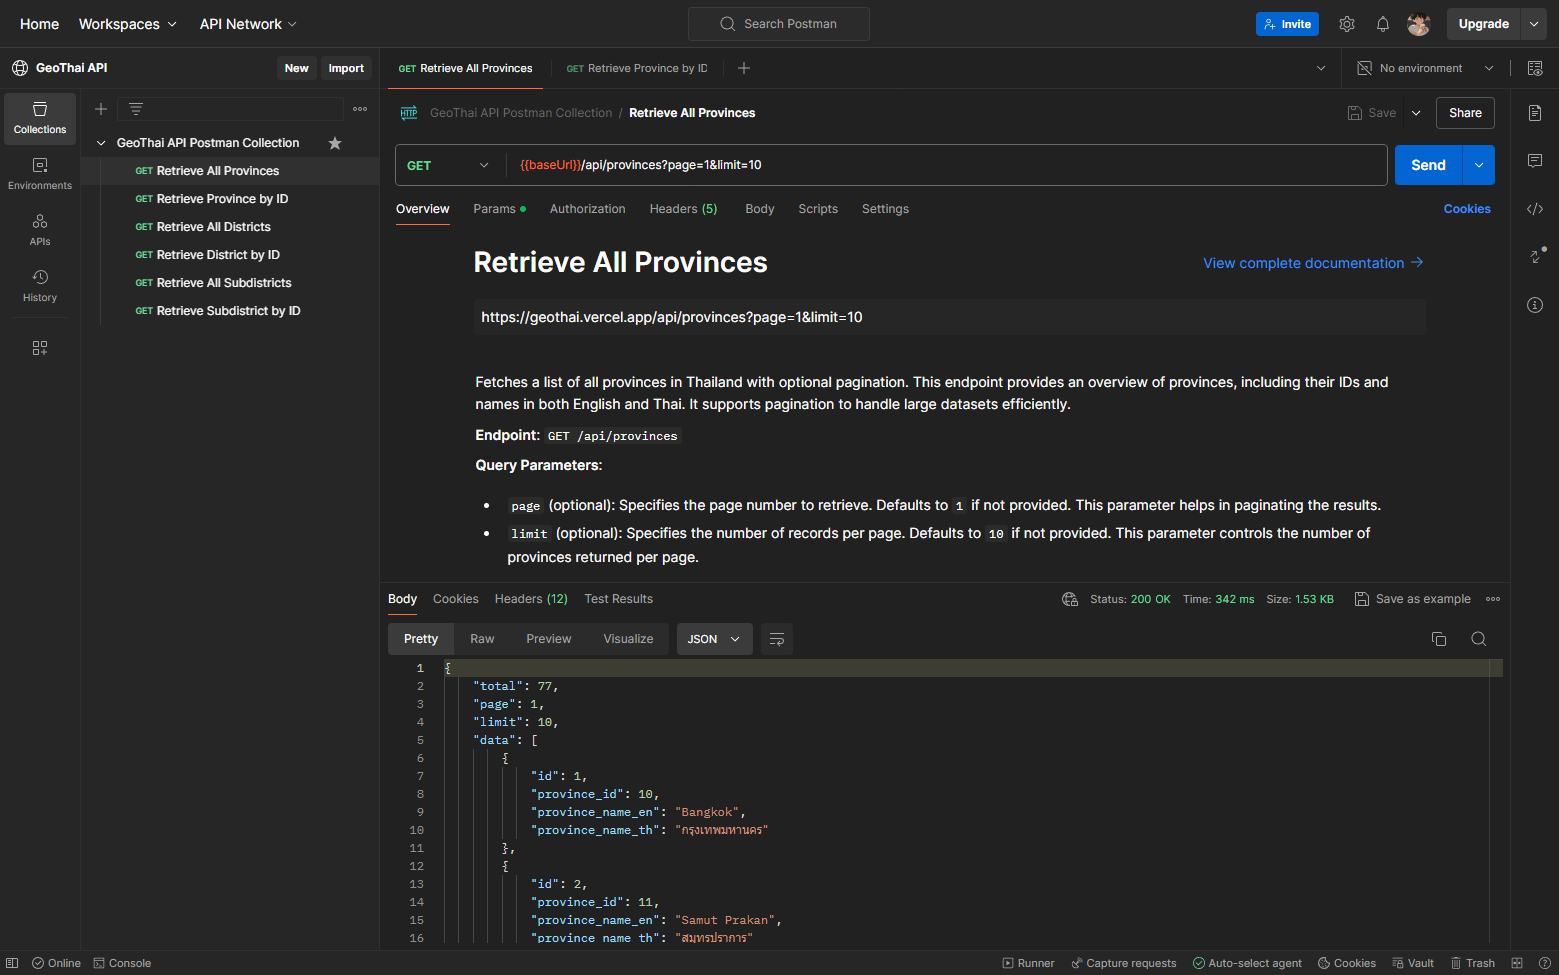 Home
Workspaces
API Network
Search Postman
Invite
Upgrade
GeoThai API
New
Import
GET Retrieve All Provinces
GET Retrieve Province by ID
No environment
Collections
Environments
APIs
History
GeoThai API Postman Collection
GET Retrieve All Provinces
GET Retrieve Province by ID
GET Retrieve All Districts
GET Retrieve District by ID
GET Retrieve All Subdistricts
GET Retrieve Subdistrict by ID
HTTP GeoThai API Postman Collection / Retrieve All Provinces
Save
Share
GET
{{baseUrl}}/api/provinces?page=1&limit=10
Send
Overview
Params
Authorization
Headers (5)
Body
Scripts
Settings
Cookies
Retrieve All Provinces
View complete documentation →
https://geothai.vercel.app/api/provinces?page=1&limit=10
Fetches a list of all provinces in Thailand with optional pagination. This endpoint provides an overview of provinces, including their IDs and
names in both English and Thai. It supports pagination to handle large datasets efficiently.
Endpoint: GET /api/provinces
Query Parameters:
• page (optional): Specifies the page number to retrieve. Defaults to 1 if not provided. This parameter helps in paginating the results.
• limit (optional): Specifies the number of records per page. Defaults to 10 if not provided. This parameter controls the number of
provinces returned per page.
Body
Cookies
Headers (12)
Test Results
Status: 200 OK
Time: 342 ms
Size: 1.53 KB
Save as example
Pretty
Raw
Preview
Visualize
JSON
1 {
2 "total": 77,
3 "page": 1,
4 "limit": 10,
5 "data": [
6 {
7 "id": 1,
8 "province_id": 10,
9 "province_name_en": "Bangkok",
10 "province_name_th": "กรุงเทพมหานคร"
11 },
12 {
13 "id": 2,
14 "province_id": 11,
15 "province_name_en": "Samut Prakan",
16 "province_name_th": "สมุทรปราการ"
Online
Console
Runner
Capture requests
Auto-select agent
Cookies
Vault
Trash